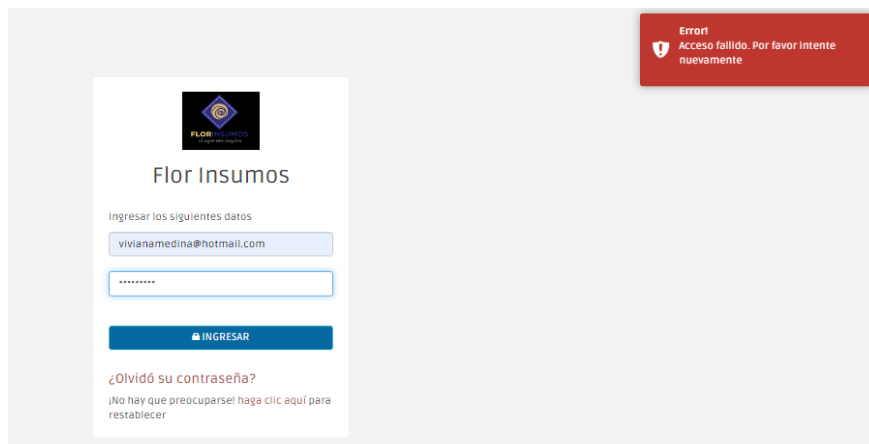 Error!
Acceso fallido. Por favor intente
nuevamente
FLORINSUMOS
Flor Insumos
Ingresar los siguientes datos
vivianamedina@hotmail.com
•••••••••
INGRESAR
¿Olvidó su contraseña?
¡No hay que preocuparse! haga clic aquí para
restablecer